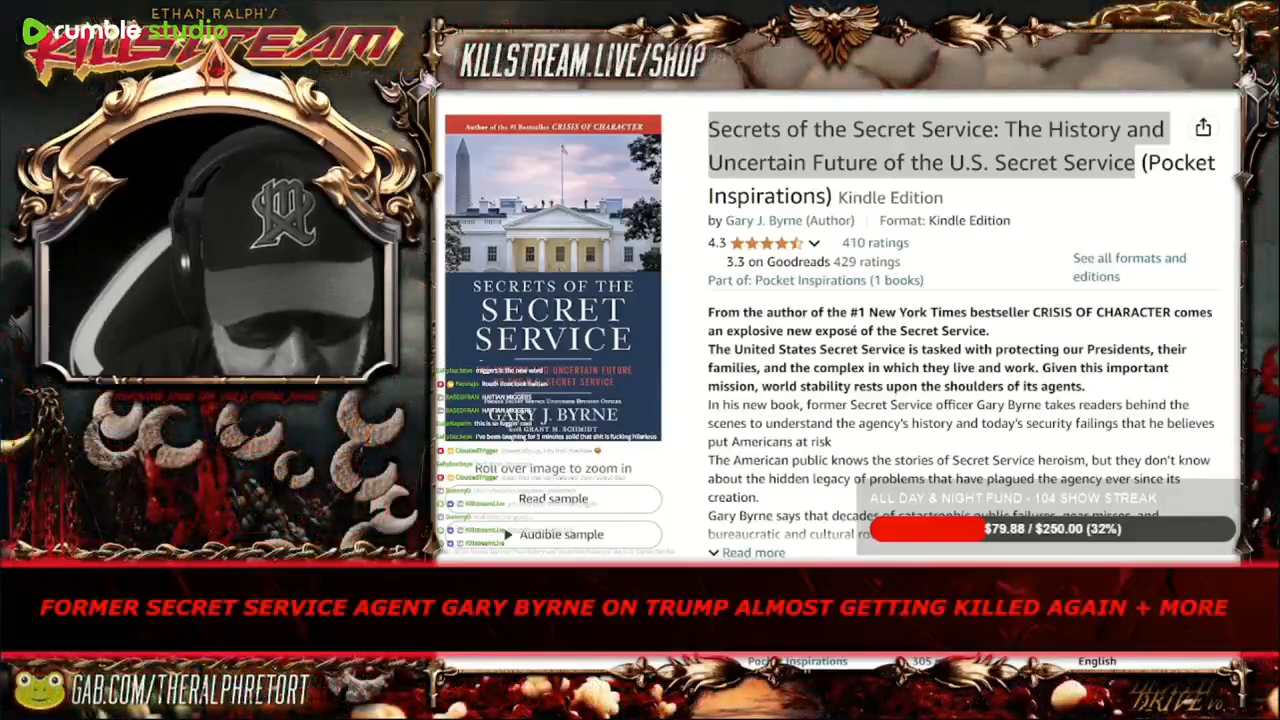 ETHAN RALPH'S
rumble studio
KILLSTREAM
KILLSTREAM.LIVE/SHOP
Author of the #1 Bestseller CRISIS OF CHARACTER
SECRETS OF THE
SECRET
SERVICE
GARY J. BYRNE
with GRANT M. SCHMIDT
Roll over image to zoom in
Read sample
Audible sample
Secrets of the Secret Service: The History and
Uncertain Future of the U.S. Secret Service (Pocket
Inspirations) Kindle Edition
by Gary J. Byrne (Author) Format: Kindle Edition
4.3 410 ratings
3.3 on Goodreads 429 ratings
Part of: Pocket Inspirations (1 books)
See all formats and
editions
From the author of the #1 New York Times bestseller CRISIS OF CHARACTER comes
an explosive new exposé of the Secret Service.
The United States Secret Service is tasked with protecting our Presidents, their
families, and the complex in which they live and work. Given this important
mission, world stability rests upon the shoulders of its agents.
In his new book, former Secret Service officer Gary Byrne takes readers behind the
scenes to understand the agency's history and today's security failings that he believes
put Americans at risk
The American public knows the stories of Secret Service heroism, but they don't know
about the hidden legacy of problems that have plagued the agency ever since its
creation.
Gary Byrne says that decades of catastrophic public failures, near misses, and
bureaucratic and cultural
Read more
ALL DAY & NIGHT FUND - 104 SHOW STREAK
$79.88 / $250.00 (32%)
FORMER SECRET SERVICE AGENT GARY BYRNE ON TRUMP ALMOST GETTING KILLED AGAIN + MORE
Pocket Inspirations 305 English
GAB.COM/THERALPHRETORT